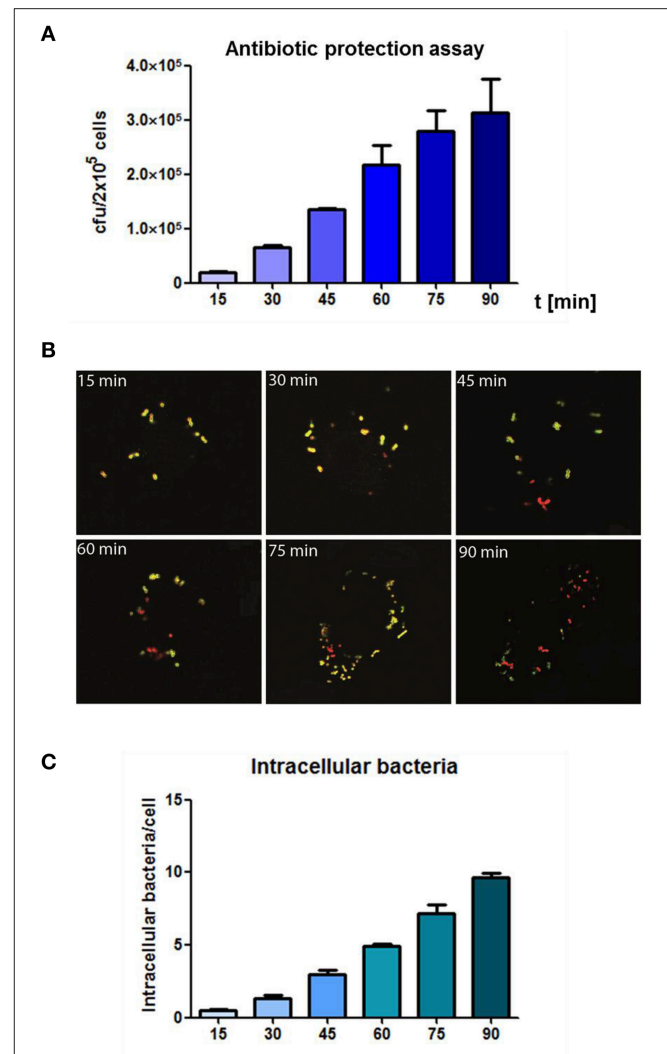 A
Antibiotic protection assay
cfu/2x10⁵ cells
4.0×10⁵
3.0×10⁵
2.0×10⁵
1.0×10⁵
0
15 30 45 60 75 90 t [min]
B
15 min 30 min 45 min
60 min 75 min 90 min
C
Intracellular bacteria
Intracellular bacteria/cell
15
10
5
0
15 30 45 60 75 90